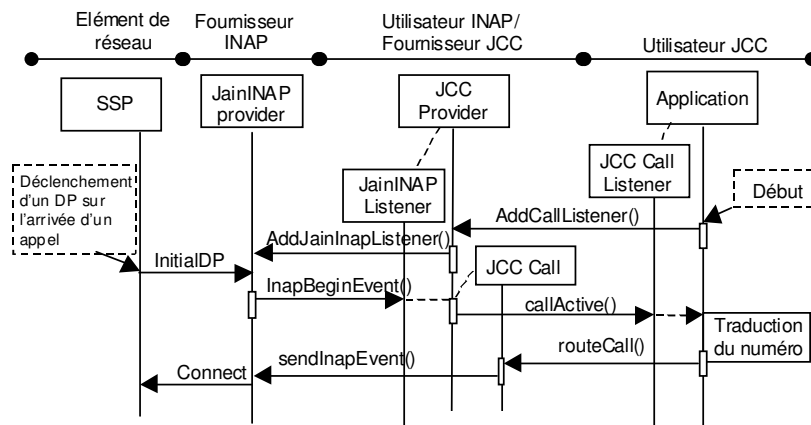 Elément de
réseau
Fournisseur
INAP
Utilisateur INAP/
Fournisseur JCC
Utilisateur JCC
SSP
JainINAP
provider
JCC
Provider
Application
Déclenchement
d'un DP sur
l'arrivée d'un
appel
JainINAP
Listener
JCC Call
Listener
Début
AddCallListener()
AddJainInapListener()
InitialDP
JCC Call
InapBeginEvent()
callActive()
Traduction
du numéro
routeCall()
sendInapEvent()
Connect